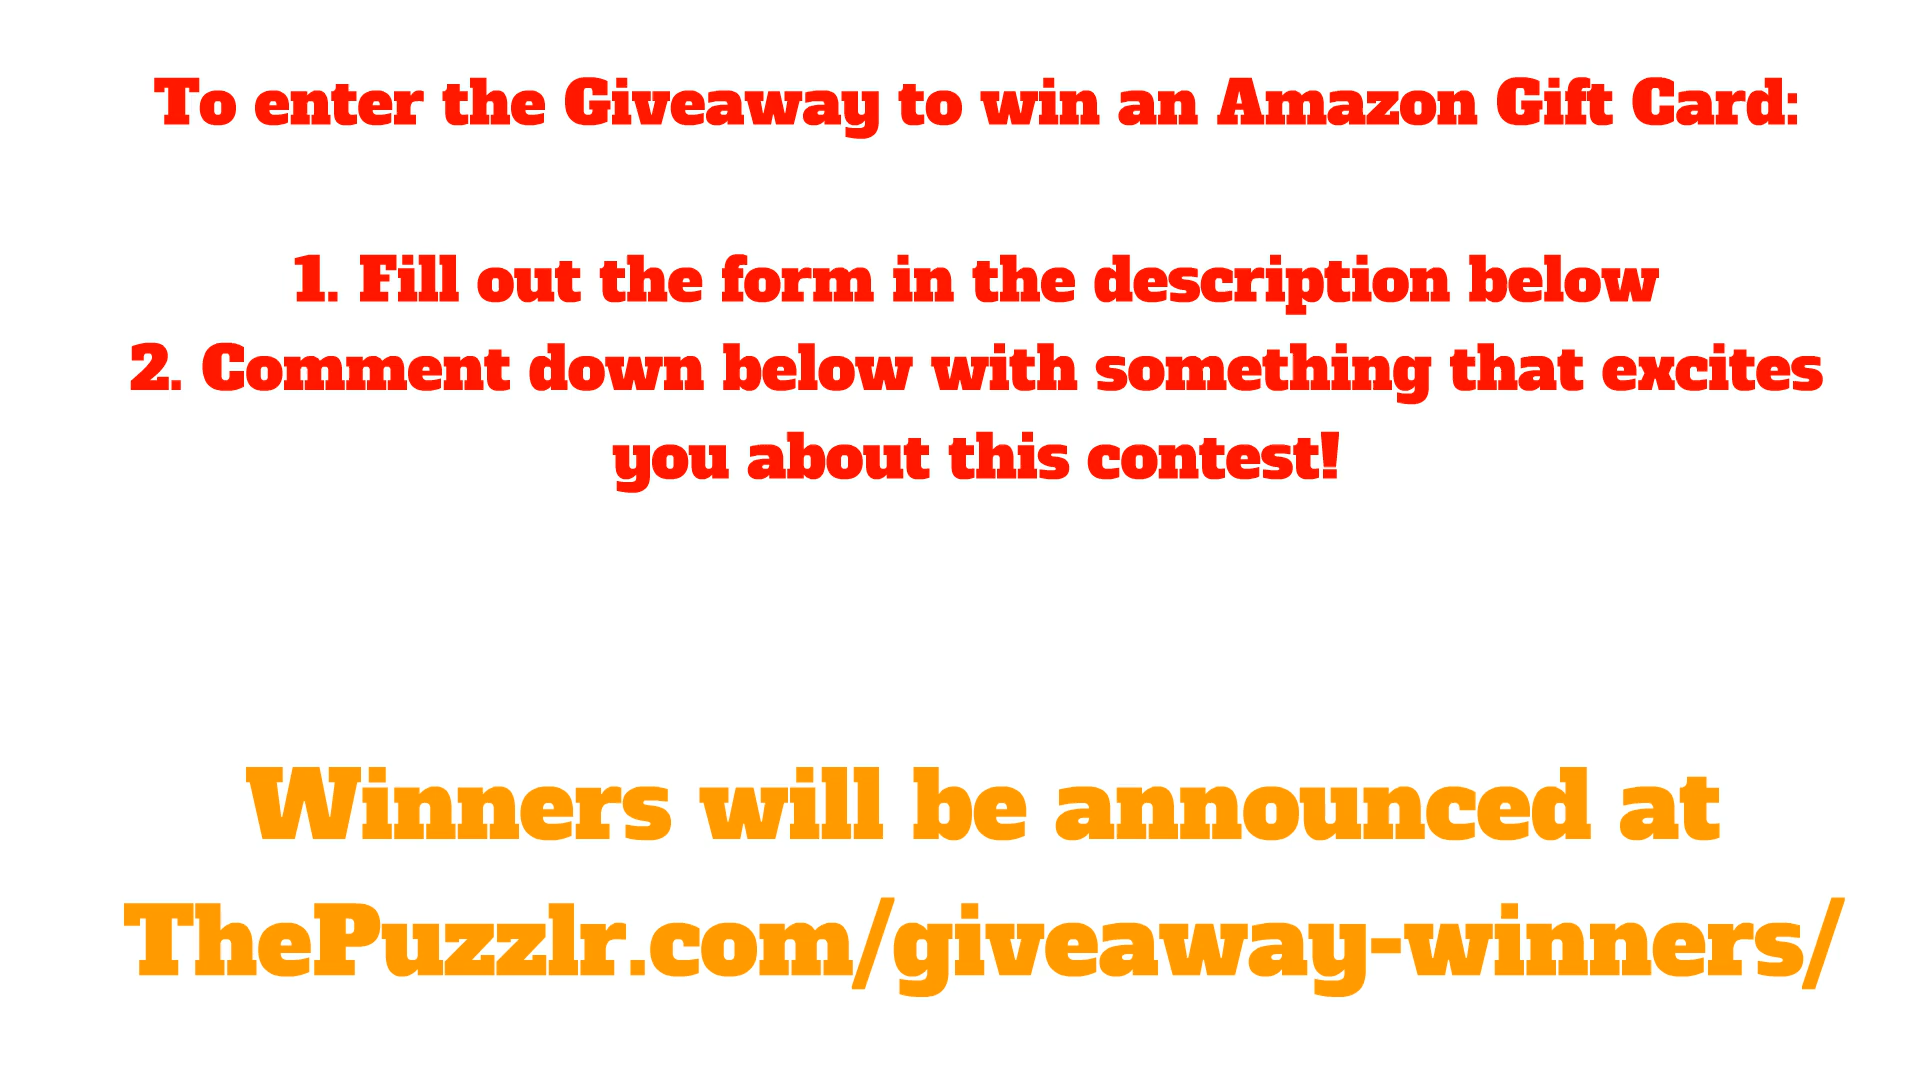 To enter the Giveaway to win an Amazon Gift Card:
1. Fill out the form in the description below
2. Comment down below with something that excites
you about this contest!
Winners will be announced at
ThePuzzlr.com/giveaway-winners/